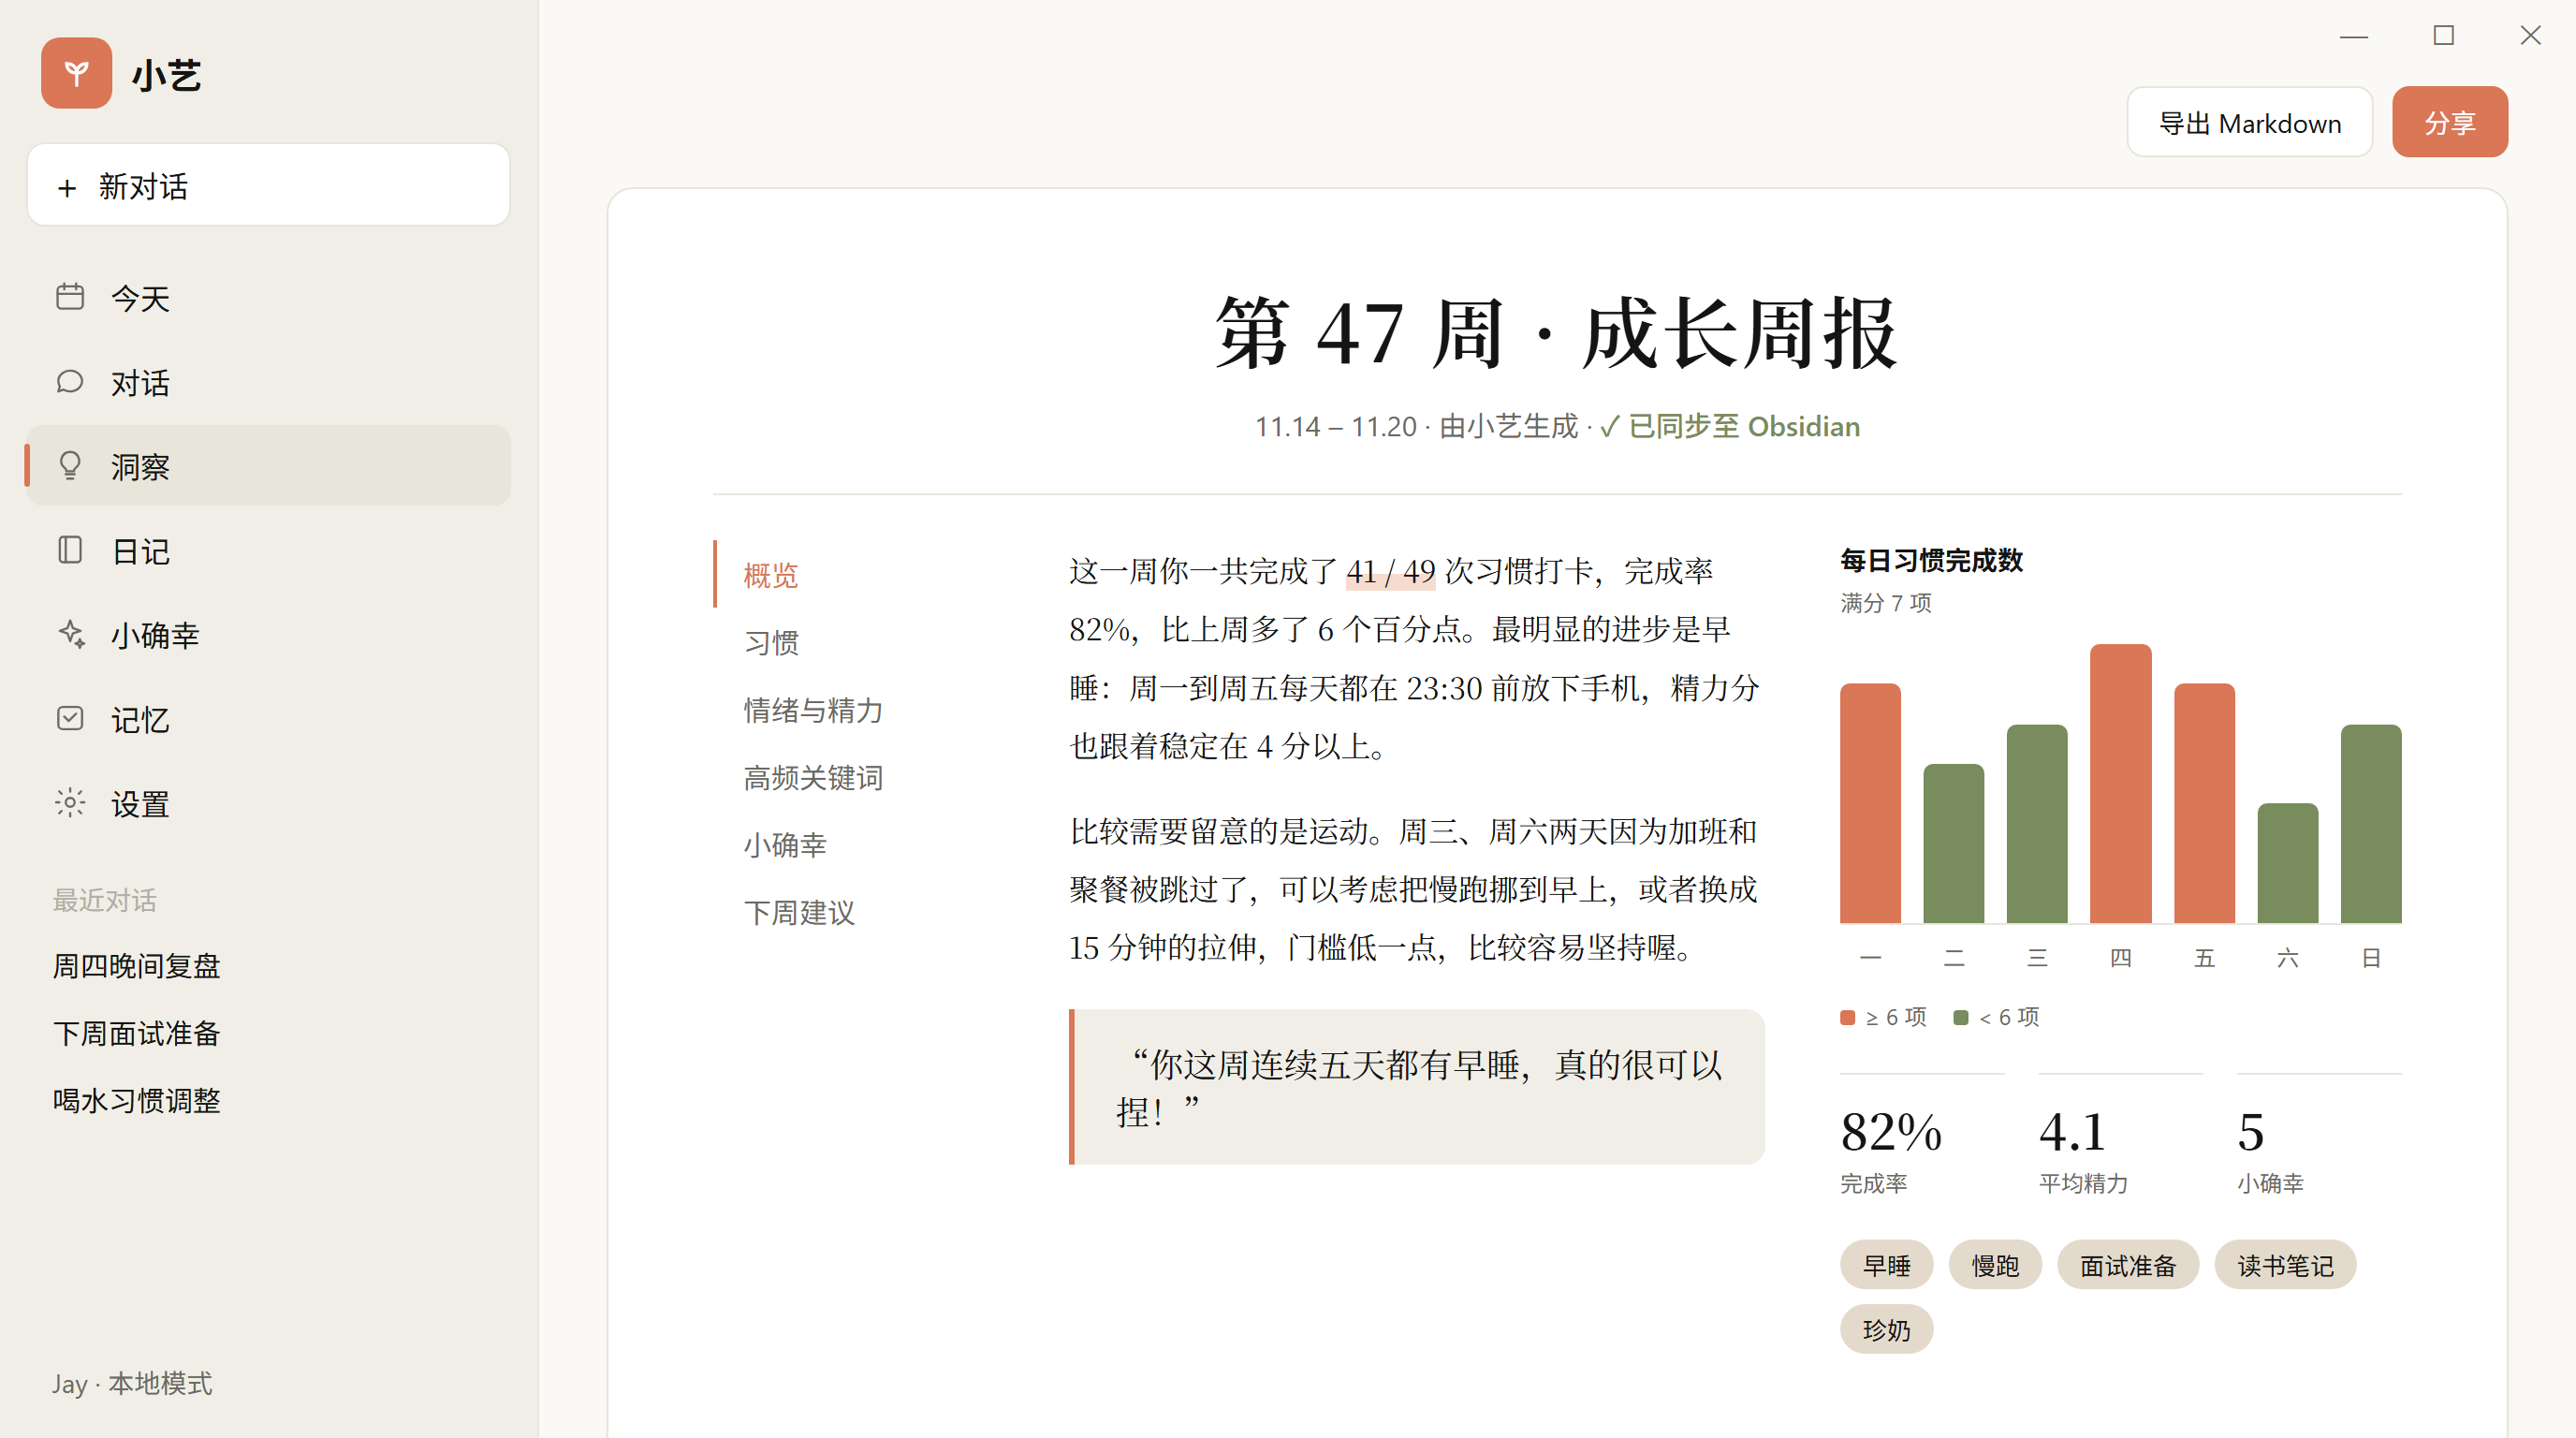 小艺
+ 新对话
今天
对话
洞察
日记
小确幸
记忆
设置
最近对话
周四晚间复盘
下周面试准备
喝水习惯调整
Jay · 本地模式
导出 Markdown
分享
第 47 周 · 成长周报
11.14 – 11.20 · 由小艺生成 · ✓ 已同步至 Obsidian
概览
习惯
情绪与精力
高频关键词
小确幸
下周建议
这一周你一共完成了 41 / 49 次习惯打卡，完成率
82%，比上周多了 6 个百分点。最明显的进步是早
睡：周一到周五每天都在 23:30 前放下手机，精力分
也跟着稳定在 4 分以上。
比较需要留意的是运动。周三、周六两天因为加班和
聚餐被跳过了，可以考虑把慢跑挪到早上，或者换成
15 分钟的拉伸，门槛低一点，比较容易坚持喔。
“你这周连续五天都有早睡，真的很可以
捏！”
每日习惯完成数
满分 7 项
一 二 三 四 五 六 日
≥ 6 项 < 6 项
82% 4.1 5
完成率 平均精力 小确幸
早睡 慢跑 面试准备 读书笔记
珍奶